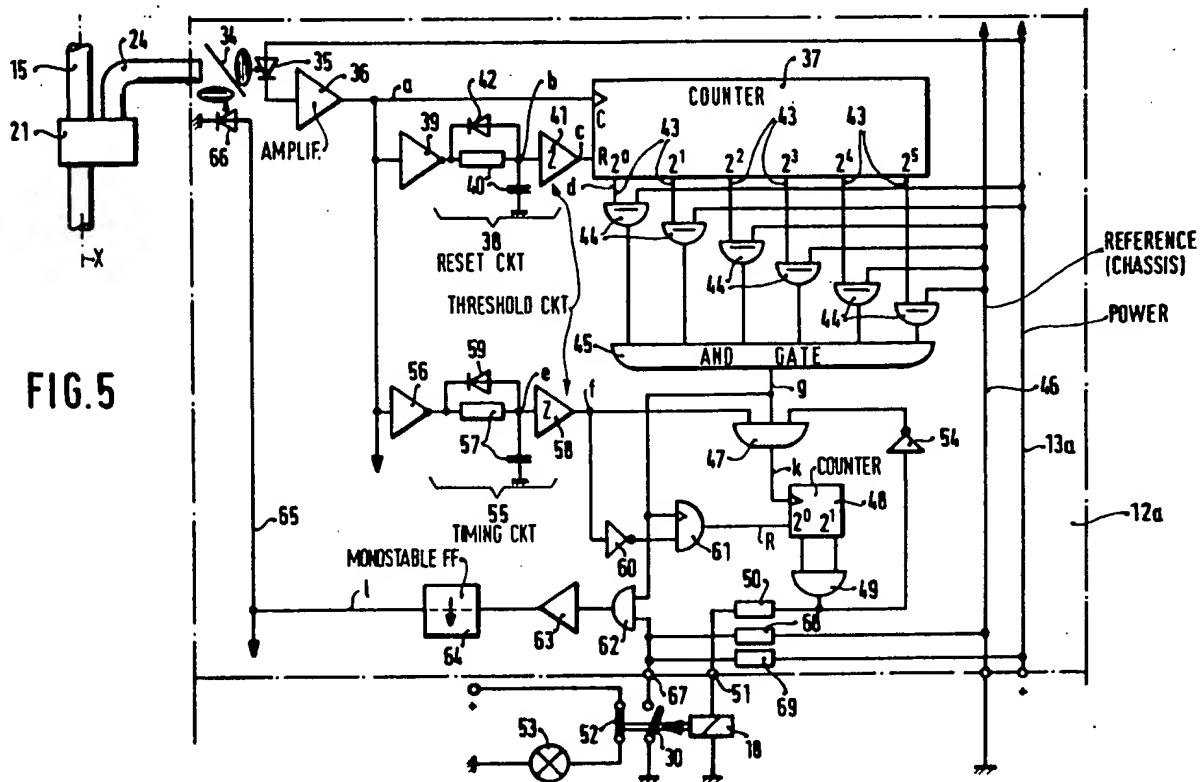 34
24
15
35
36
37
42
a
b
COUNTER
41
C
21
66
AMPLIF.
39
2
c
43
43
43
R
2⁰
2¹
2²
2³
2⁴
2⁵
40
d
44
38
RESET CKT
X
44
44
44
44
REFERENCE
(CHASSIS)
THRESHOLD CKT
POWER
45
AND GATE
FIG.5
59
56
e
f
g
46
2
57
58
47
54
13a
k
COUNTER
55
48
2⁰ 2¹
12a
TIMING CKT
65
61
R
60
MONOSTABLE FF
50
49
l
68
62
63
64
69
67
51
+
+
53
52
30
18